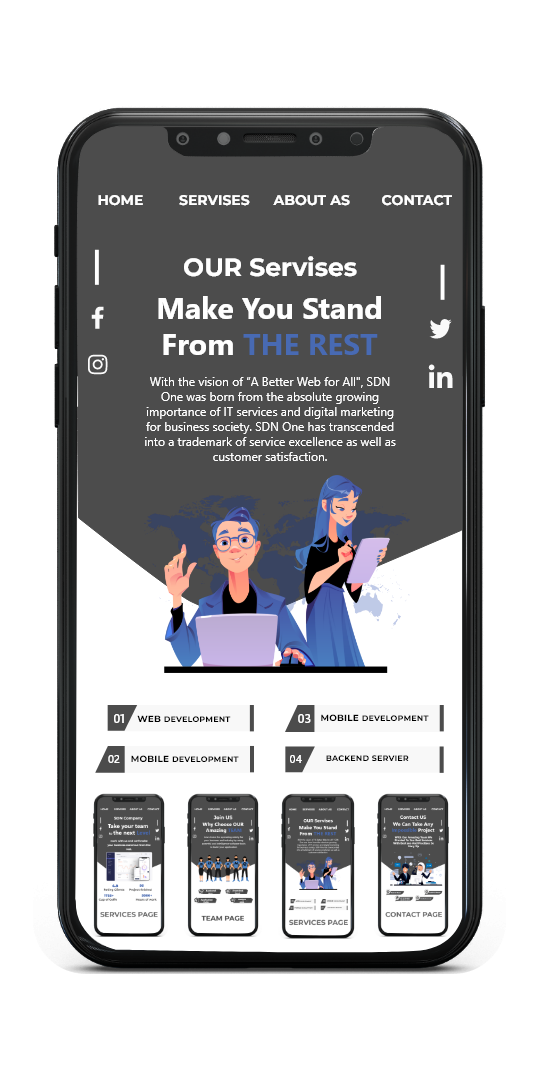 HOME SERVISES ABOUT AS CONTACT
OUR Servises
Make You Stand
From THE REST
With the vision of "A Better Web for All", SDN
One was born from the absolute growing
importance of IT services and digital marketing
for business society. SDN One has transcended
into a trademark of service excellence as well as
customer satisfaction.
01 WEB DEVELOPMENT
03 MOBILE DEVELOPMENT
02 MOBILE DEVELOPMENT
04 BACKEND SERVIER
SDN Company
Take your team
to the next
SERVICES PAGE
Join US
Why Choose OUR
Amazing
TEAM PAGE
OUR Servises
Make You Stand
From THE REST
SERVICES PAGE
Contact US
We Can Take Any
Project
CONTACT PAGE